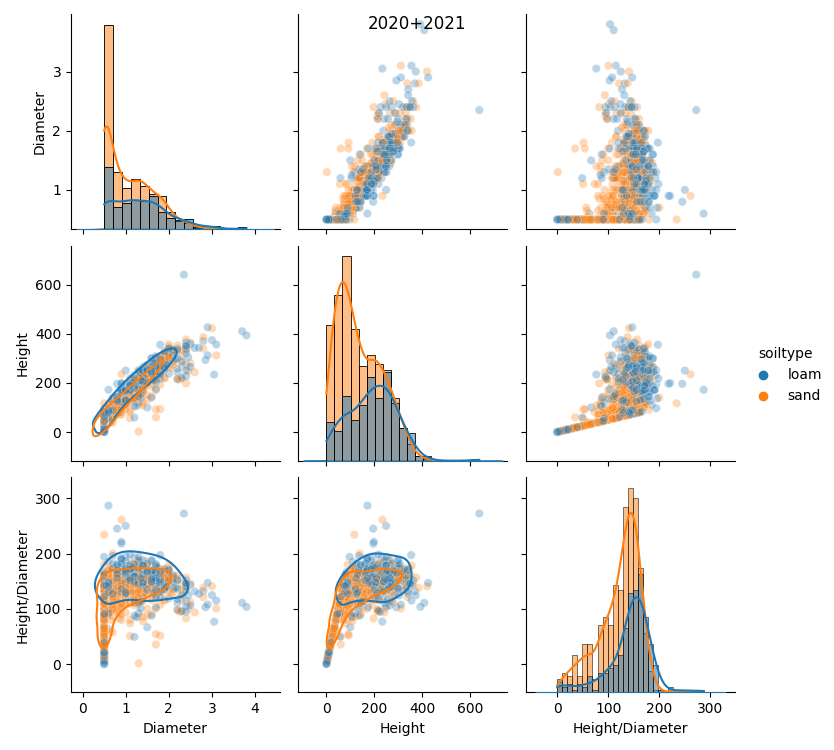 2020+2021
3
2
1
Diameter
600
400
200
0
Height
soiltype
loam
sand
300
200
100
0
Height/Diameter
0 1 2 3 4
Diameter
0 200 400 600
Height
0 100 200 300
Height/Diameter